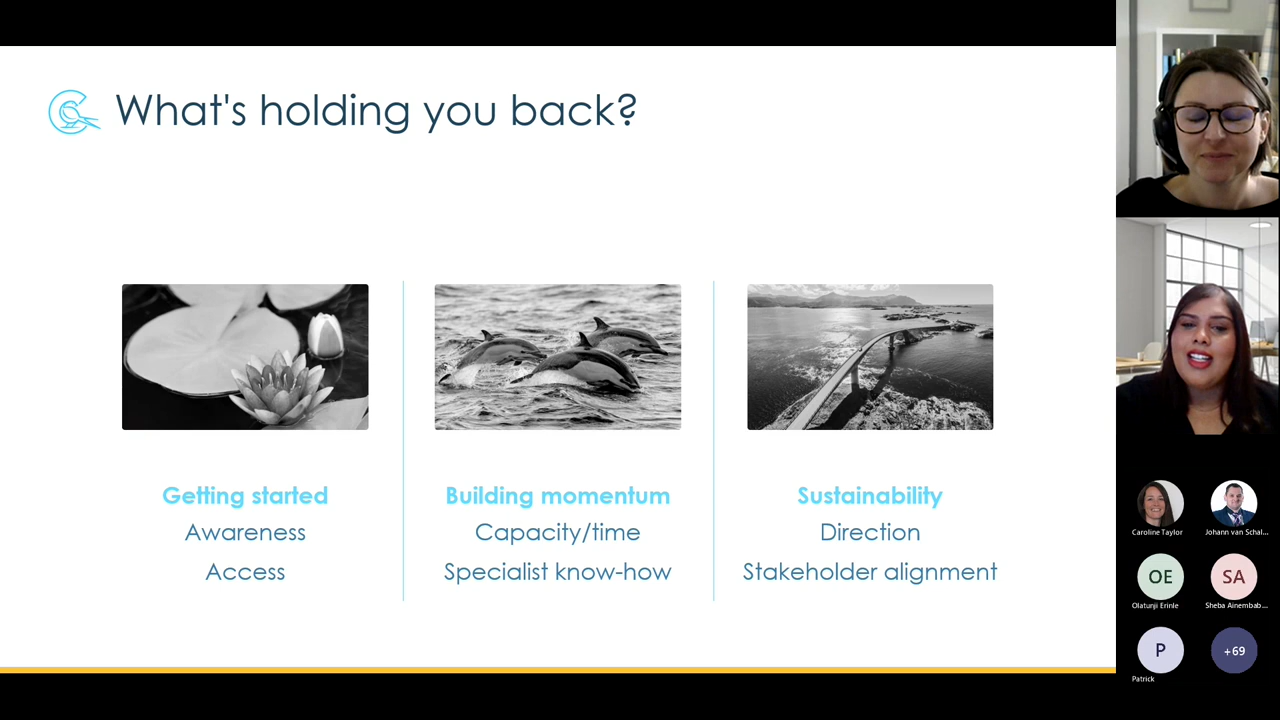 What's holding you back?
Getting started
Awareness
Access
Building momentum
Capacity/time
Specialist know-how
Sustainability
Direction
Stakeholder alignment
Caroline Taylor
Johann van Schal...
OE
SA
Olatunji Erinle
Sheba Ainembab...
P
+69
Patrick